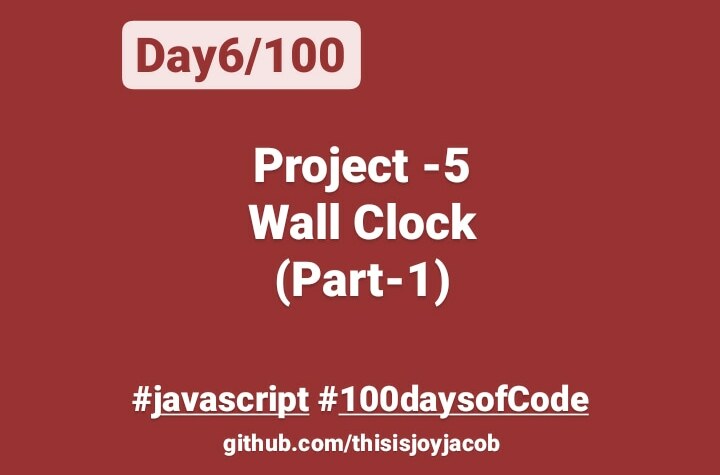 Day6/100
Project -5
Wall Clock
(Part-1)
#javascript #100daysofCode
github.com/thisisjoyjacob